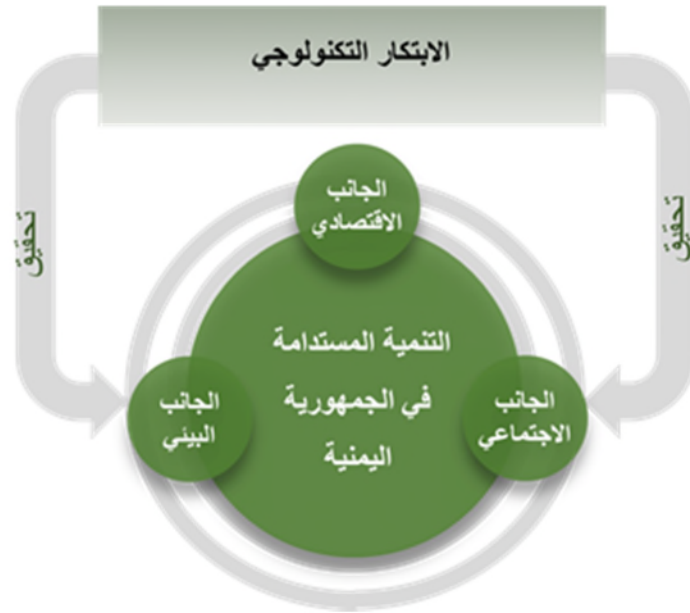 الابتكار التكنولوجي
الجانب
الاقتصادي
تحقيق
تحقيق
التنمية المستدامة
في الجمهورية
اليمنية
الجانب
الاجتماعي
الجانب
البيئي